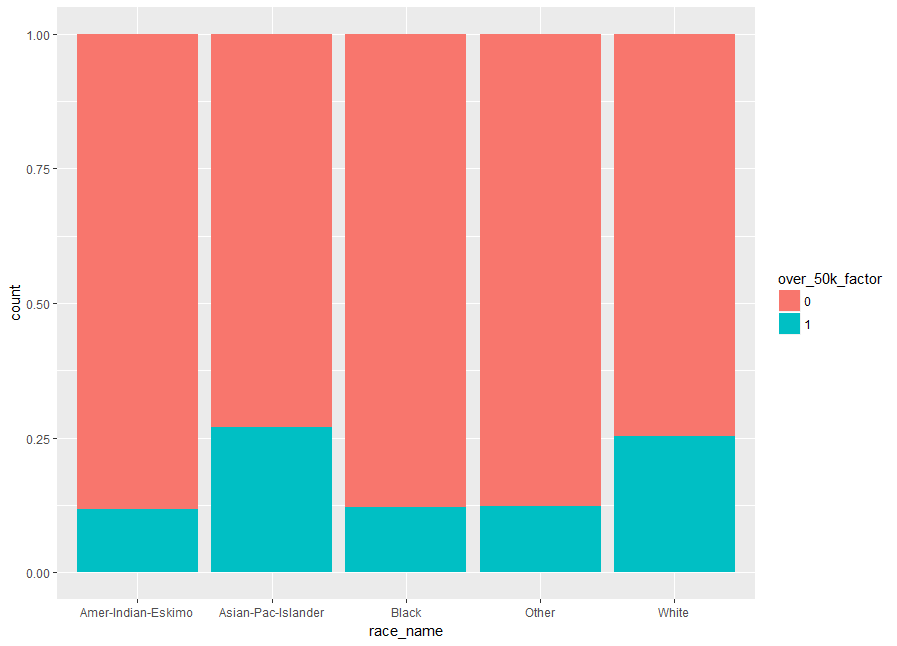 1.00
0.75
0.50
0.25
0.00
count
Amer-Indian-Eskimo
Asian-Pac-Islander
Black
Other
White
race_name
over_50k_factor
0
1